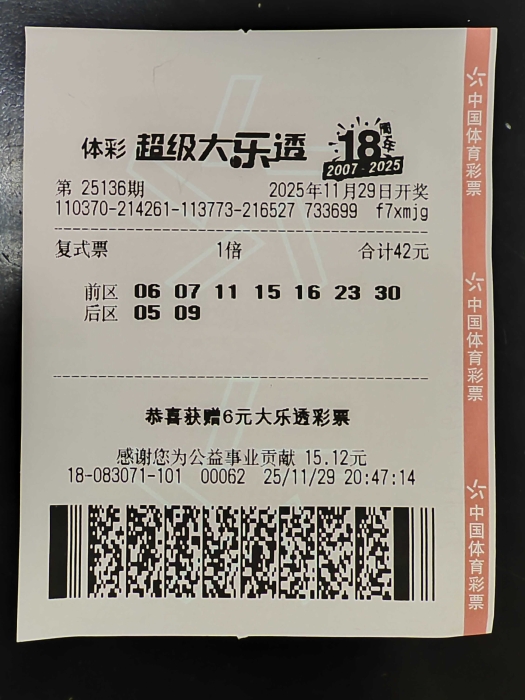 体彩 超级大乐透 18周年 2007-2025
第 25136期 2025年11月29日开奖
110370-214261-113773-216527 733699 f7xmjg
复式票 1倍 合计42元
前区 06 07 11 15 16 23 30
后区 05 09
恭喜获赠6元大乐透彩票
感谢您为公益事业贡献 15.12元
18-083071-101 00062 25/11/29 20:47:14
中国体育彩票
中国体育彩票
中国体育彩票